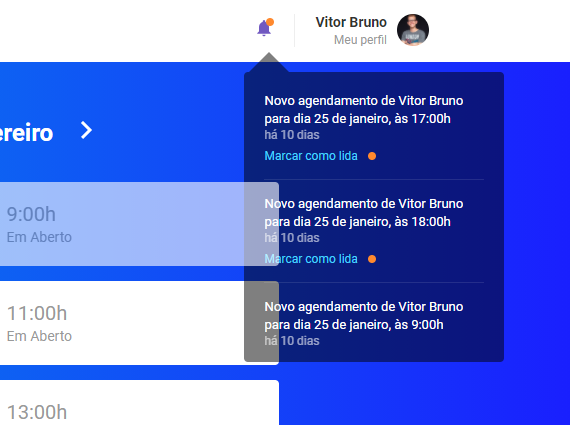 Vitor Bruno
Meu perfil
ereiro
9:00h
Em Aberto
11:00h
Em Aberto
13:00h
Novo agendamento de Vitor Bruno
para dia 25 de janeiro, às 17:00h
há 10 dias
Marcar como lida
Novo agendamento de Vitor Bruno
para dia 25 de janeiro, às 18:00h
há 10 dias
Marcar como lida
Novo agendamento de Vitor Bruno
para dia 25 de janeiro, às 9:00h
há 10 dias